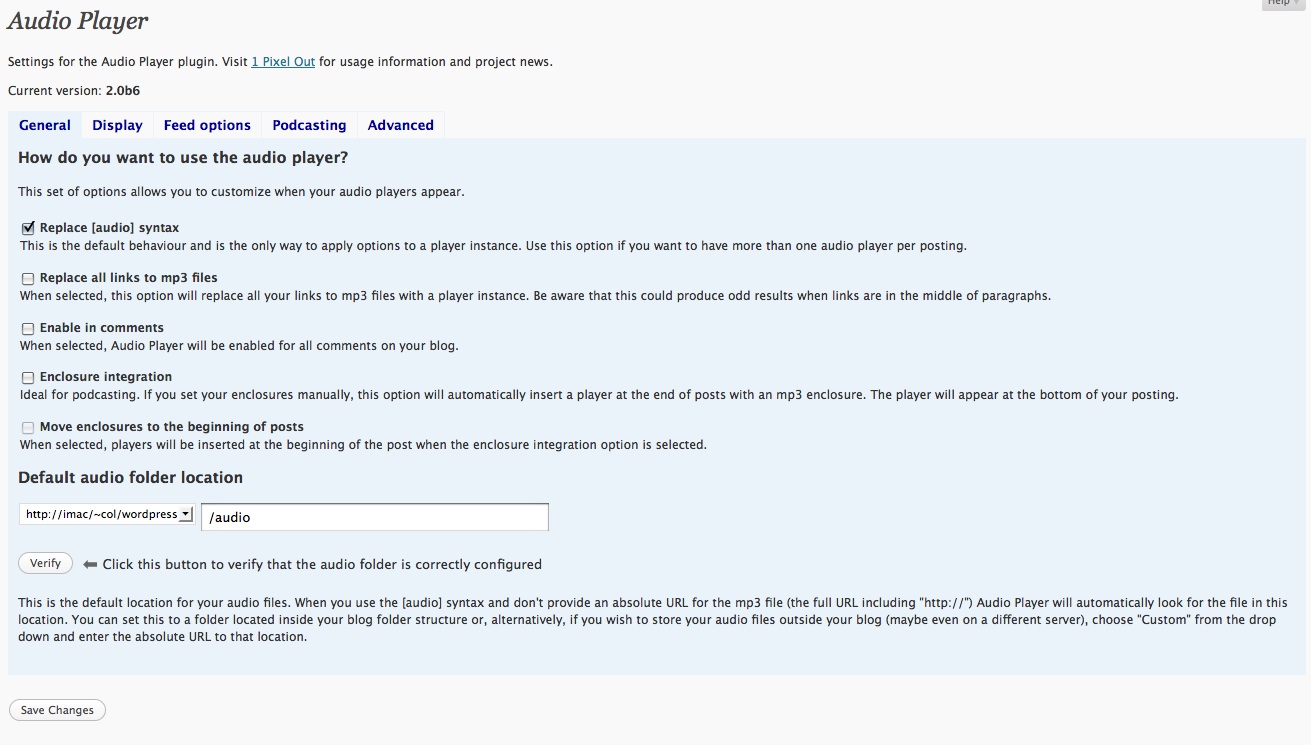 Help
Audio Player
Settings for the Audio Player plugin. Visit 1 Pixel Out for usage information and project news.
Current version: 2.0b6
General Display Feed options Podcasting Advanced
How do you want to use the audio player?
This set of options allows you to customize when your audio players appear.
Replace [audio] syntax
This is the default behaviour and is the only way to apply options to a player instance. Use this option if you want to have more than one audio player per posting.
Replace all links to mp3 files
When selected, this option will replace all your links to mp3 files with a player instance. Be aware that this could produce odd results when links are in the middle of paragraphs.
Enable in comments
When selected, Audio Player will be enabled for all comments on your blog.
Enclosure integration
Ideal for podcasting. If you set your enclosures manually, this option will automatically insert a player at the end of posts with an mp3 enclosure. The player will appear at the bottom of your posting.
Move enclosures to the beginning of posts
When selected, players will be inserted at the beginning of the post when the enclosure integration option is selected.
Default audio folder location
http://imac/~col/wordpress /audio
Verify Click this button to verify that the audio folder is correctly configured
This is the default location for your audio files. When you use the [audio] syntax and don't provide an absolute URL for the mp3 file (the full URL including "http://") Audio Player will automatically look for the file in this
location. You can set this to a folder located inside your blog folder structure or, alternatively, if you wish to store your audio files outside your blog (maybe even on a different server), choose "Custom" from the drop
down and enter the absolute URL to that location.
Save Changes